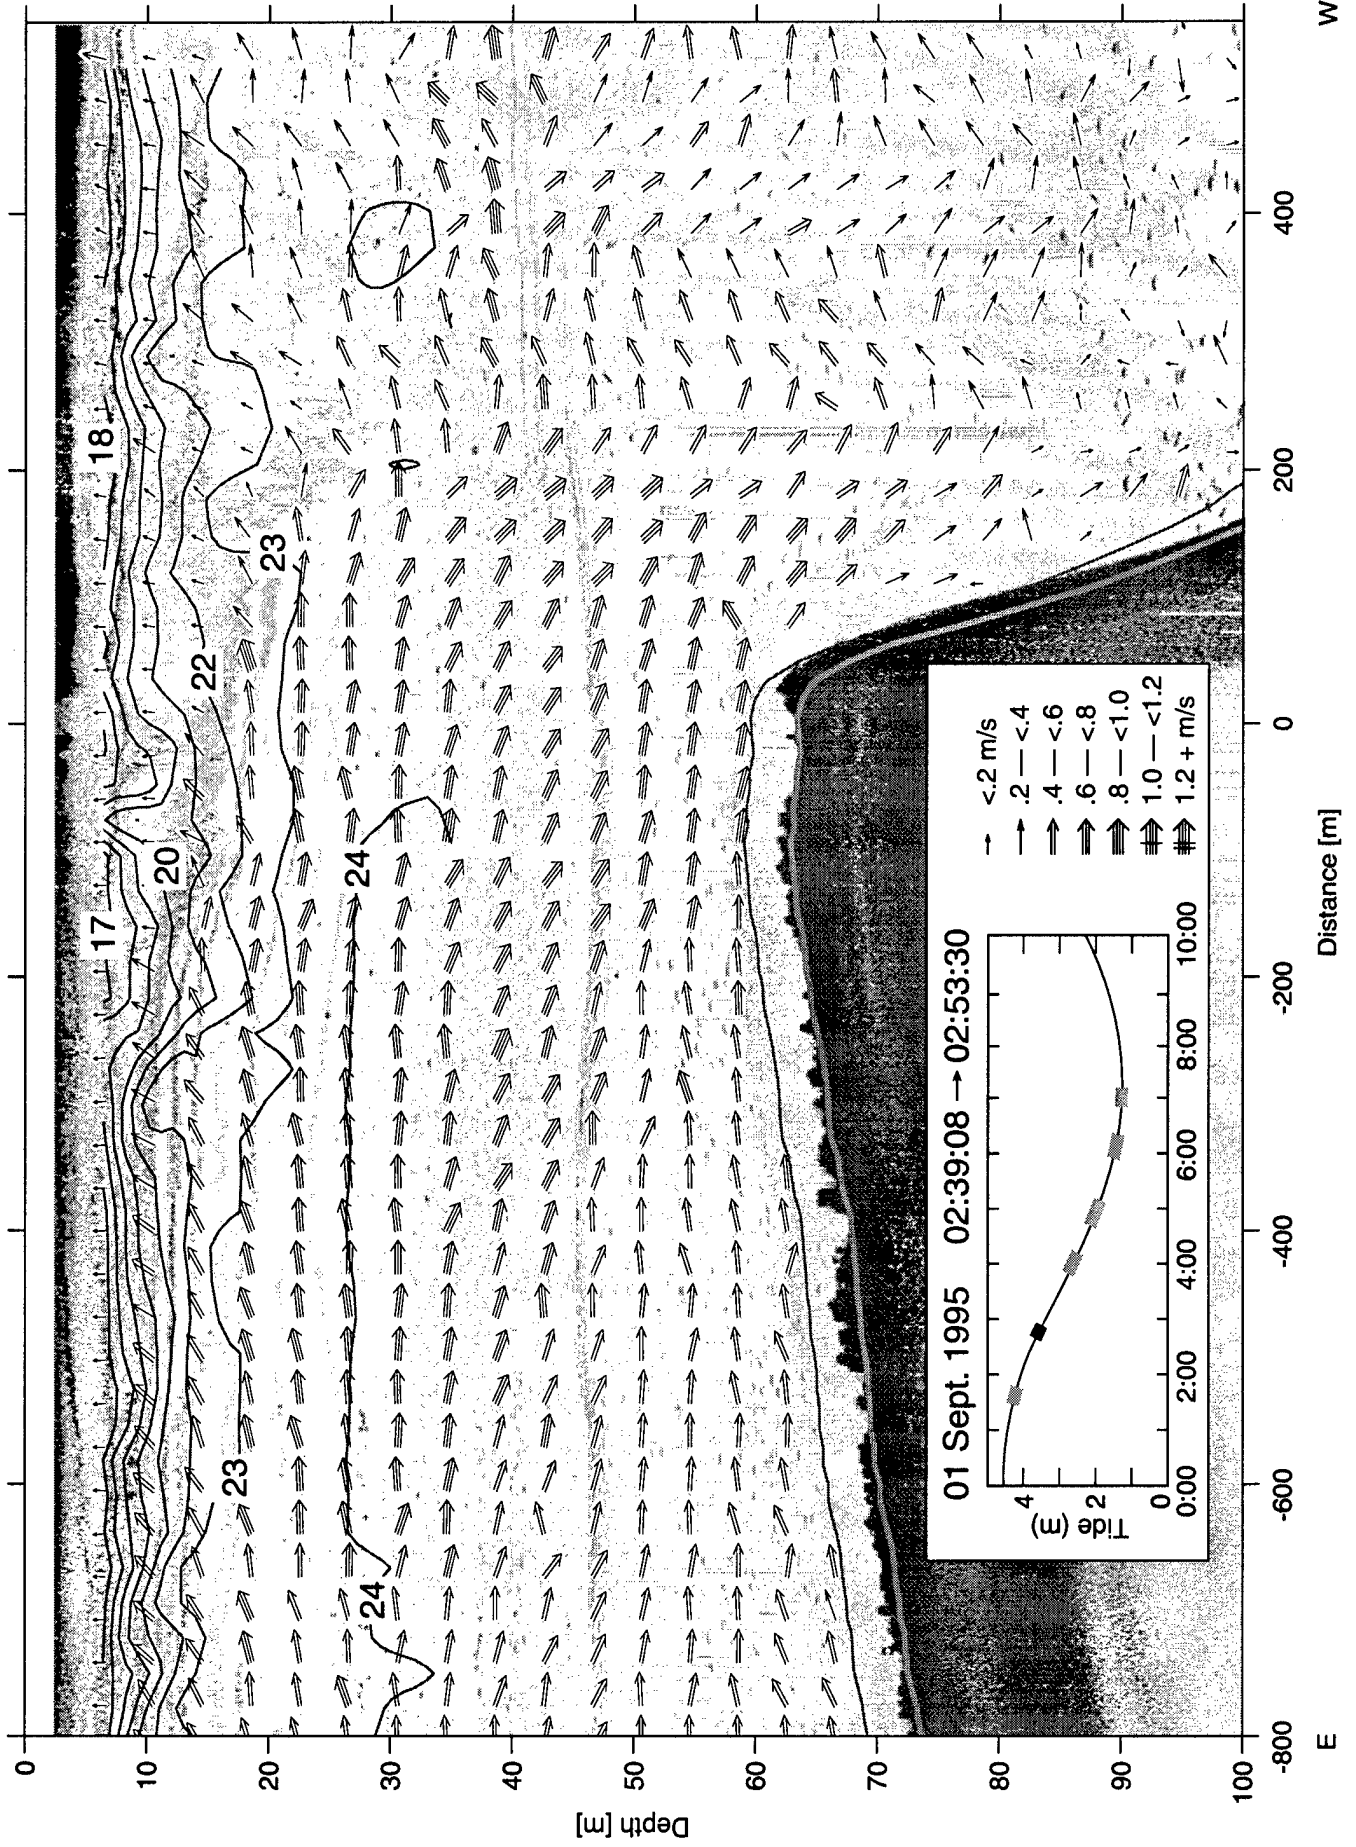 0
10
20
30
40
50
60
70
80
90
100
Depth [m]
17
18
20
22
23
23
24
24
01 Sept. 1995 02:39:08 → 02:53:30
Tide (m)
4
2
0
0:00 2:00 4:00 6:00 8:00 10:00
<.2 m/s
.2 — <.4
.4 — <.6
.6 — <.8
.8 — <1.0
1.0 — <1.2
1.2 + m/s
-800 -600 -400 -200 0 200 400
E Distance [m] W